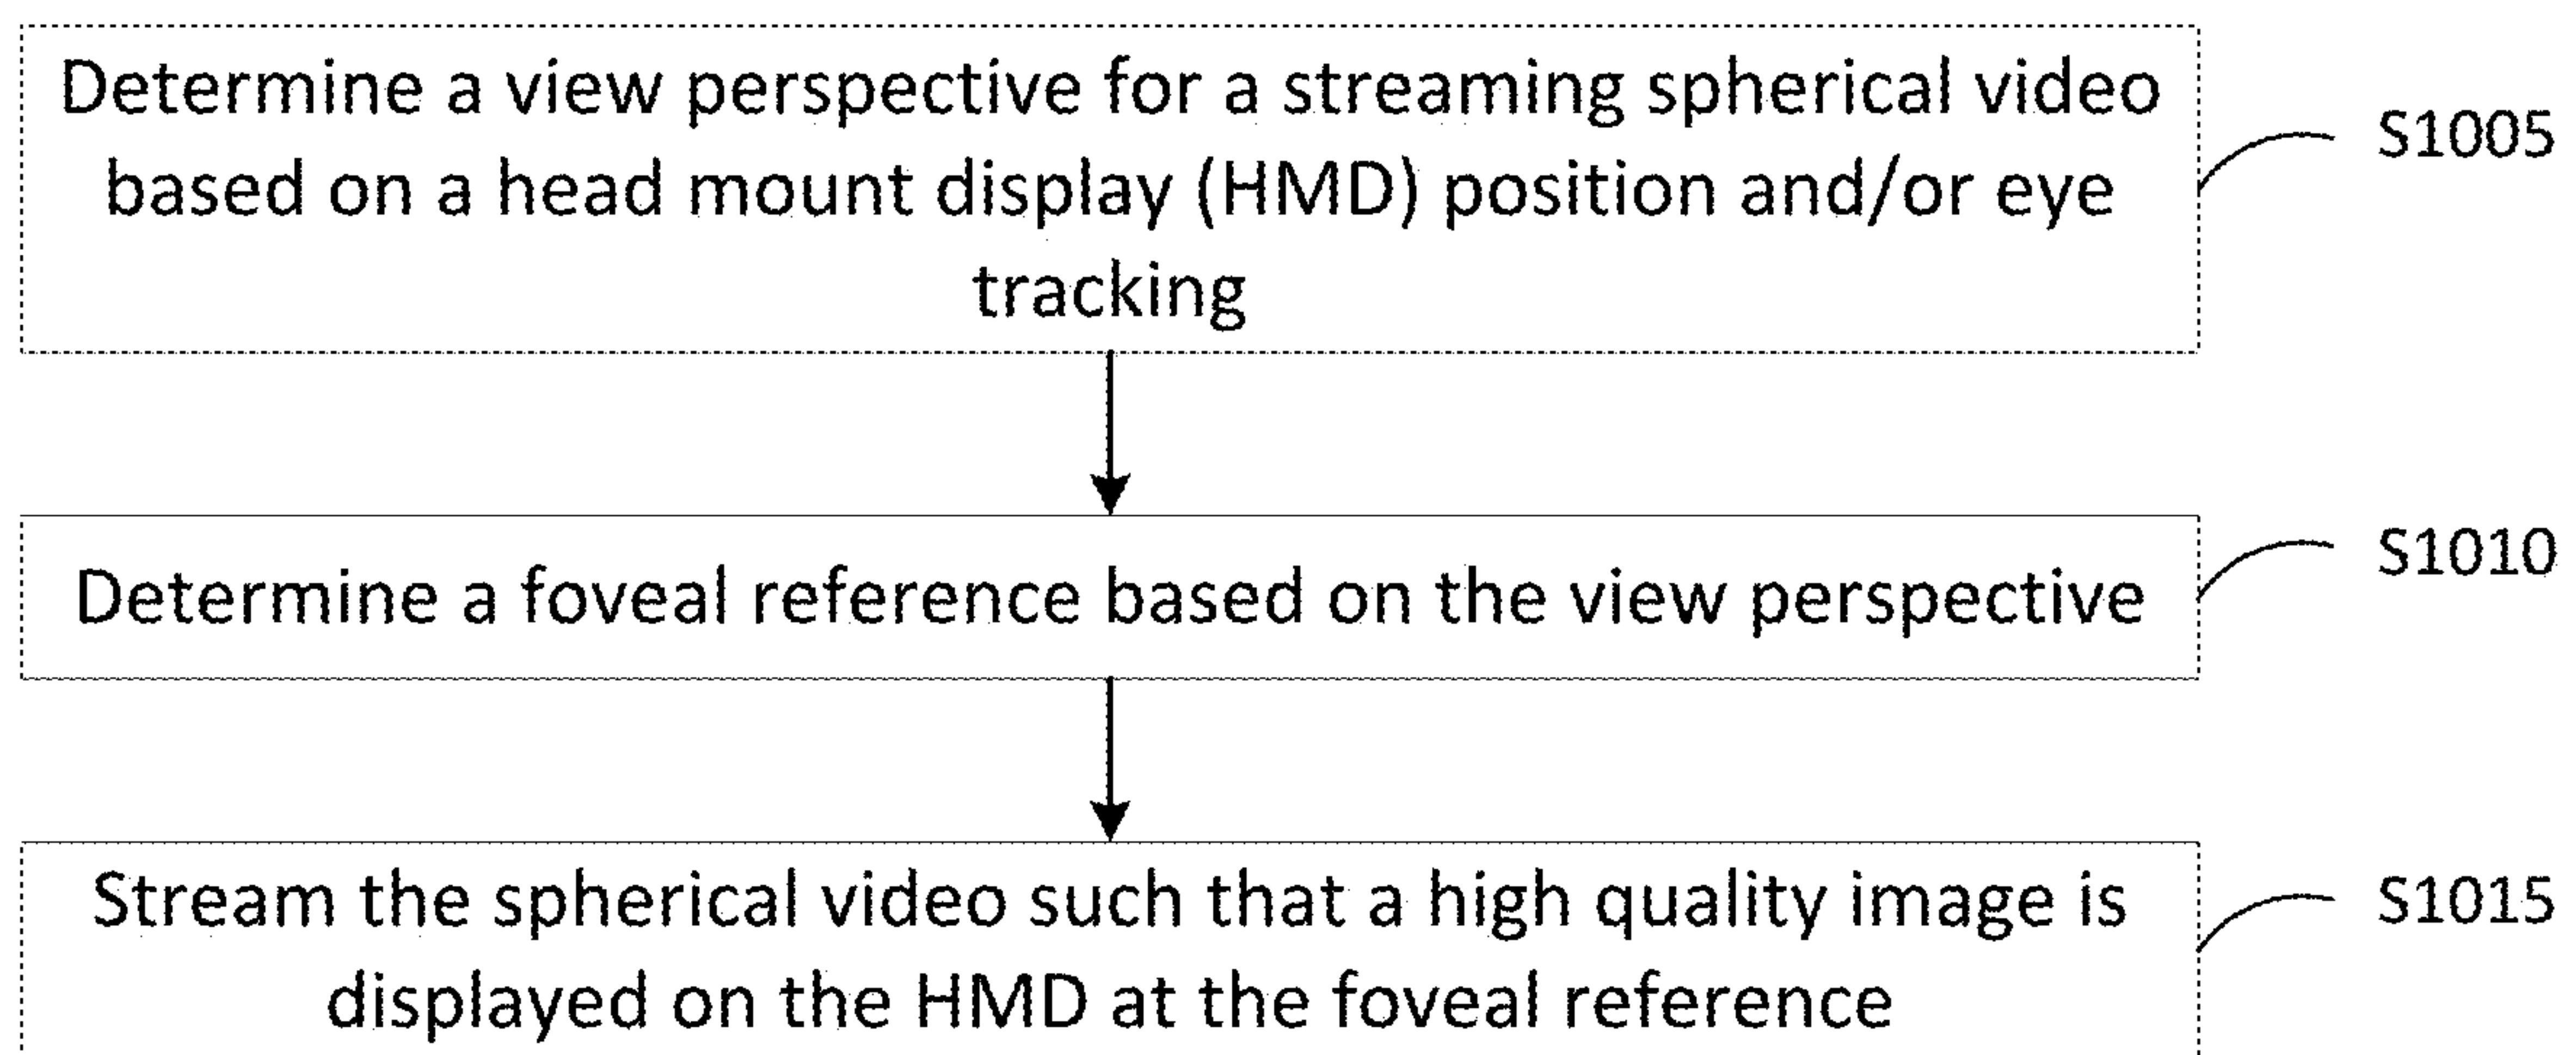 Determine a view perspective for a streaming spherical video
based on a head mount display (HMD) position and/or eye
tracking
S1005
Determine a foveal reference based on the view perspective
S1010
Stream the spherical video such that a high quality image is
displayed on the HMD at the foveal reference
S1015